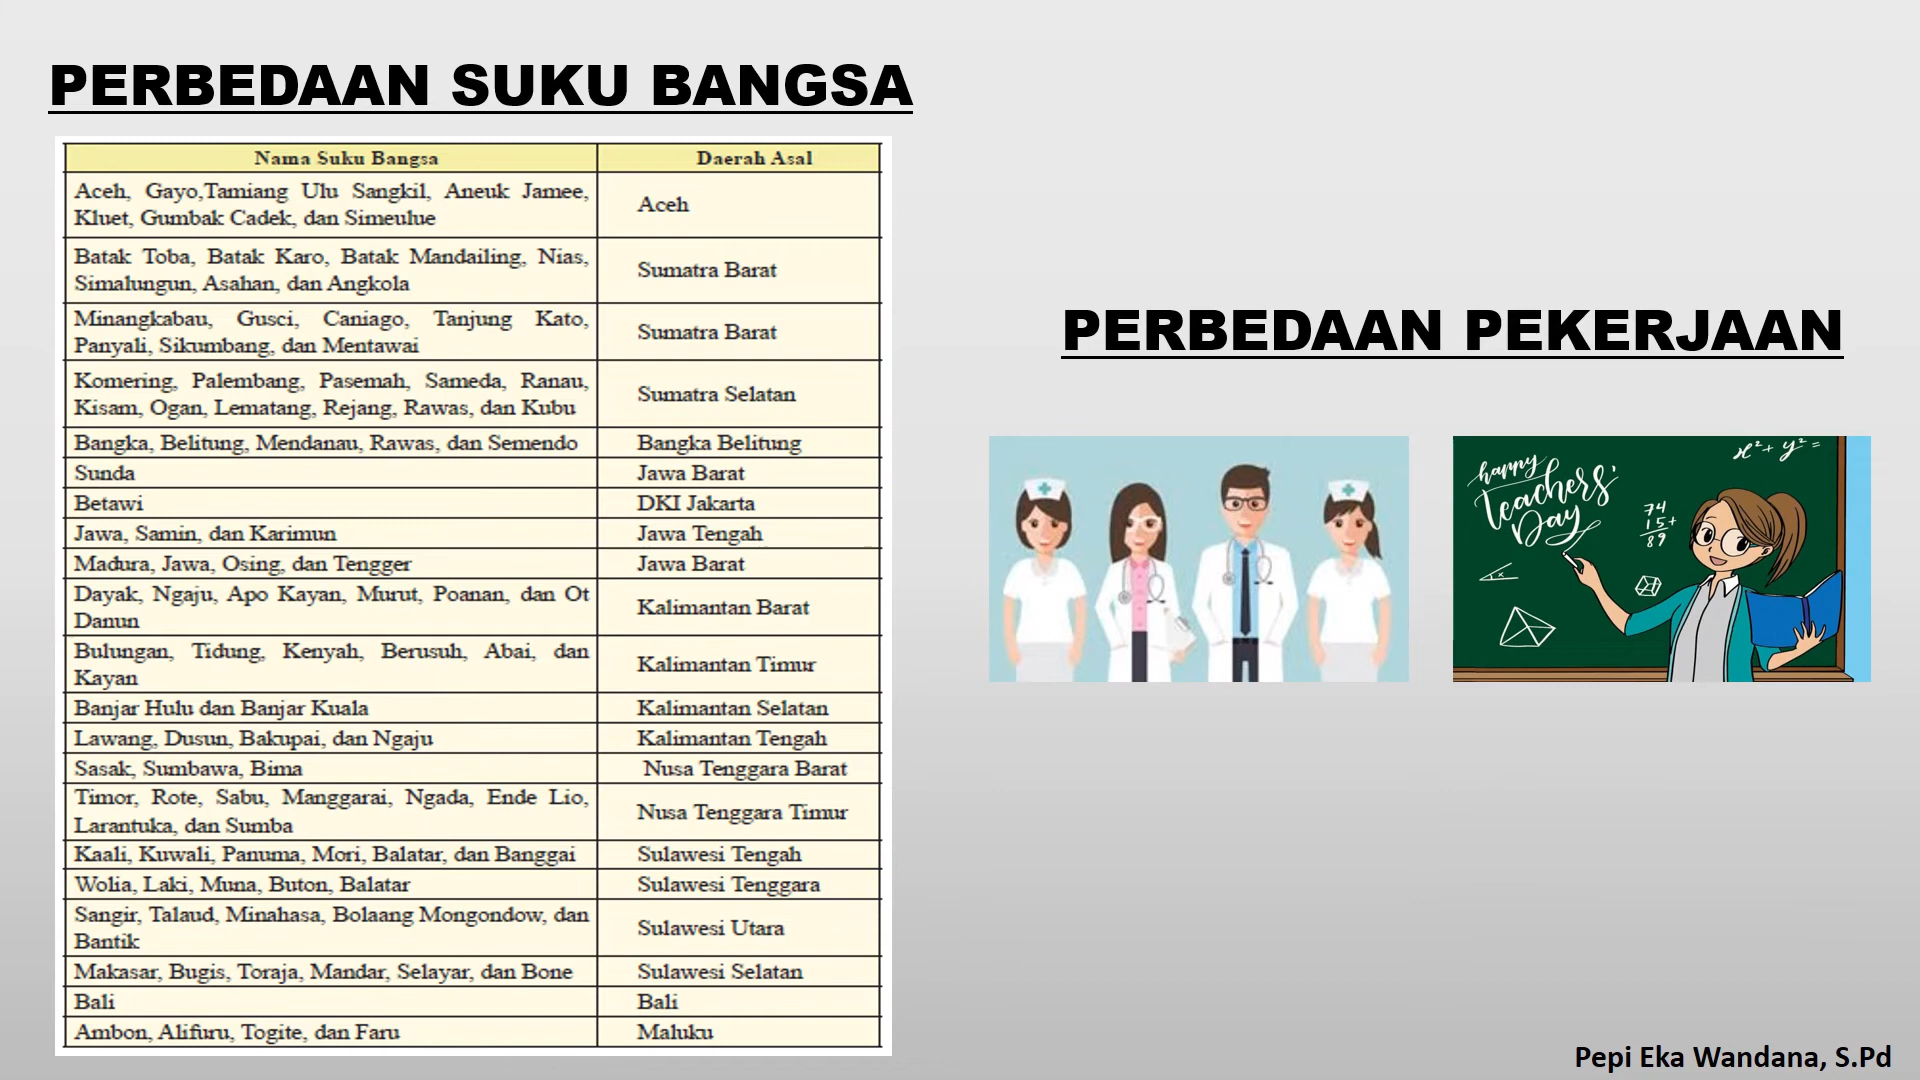 PERBEDAAN SUKU BANGSA
Nama Suku Bangsa
Daerah Asal
Aceh, Gayo,Tamiang Ulu Sangkil, Aneuk Jamee,
Kluet, Gumbak Cadek, dan Simeulue
Aceh
Batak Toba, Batak Karo, Batak Mandailing, Nias,
Simalungun, Asahan, dan Angkola
Sumatra Barat
Minangkabau, Gusci, Caniago, Tanjung Kato,
Panyali, Sikumbang, dan Mentawai
Sumatra Barat
Komering, Palembang, Pasemah, Sameda, Ranau,
Kisam, Ogan, Lematang, Rejang, Rawas, dan Kubu
Sumatra Selatan
Bangka, Belitung, Mendanau, Rawas, dan Semendo
Bangka Belitung
Sunda
Jawa Barat
Betawi
DKI Jakarta
Jawa, Samin, dan Karimun
Jawa Tengah
Madura, Jawa, Osing, dan Tengger
Jawa Barat
Dayak, Ngaju, Apo Kayan, Murut, Poanan, dan Ot
Danun
Kalimantan Barat
Bulungan, Tidung, Kenyah, Berusuh, Abai, dan
Kayan
Kalimantan Timur
Banjar Hulu dan Banjar Kuala
Kalimantan Selatan
Lawang, Dusun, Bakupai, dan Ngaju
Kalimantan Tengah
Sasak, Sumbawa, Bima
Nusa Tenggara Barat
Timor, Rote, Sabu, Manggarai, Ngada, Ende Lio,
Larantuka, dan Sumba
Nusa Tenggara Timur
Kaali, Kuwali, Panuma, Mori, Balatar, dan Banggai
Sulawesi Tengah
Wolia, Laki, Muna, Buton, Balatar
Sulawesi Tenggara
Sangir, Talaud, Minahasa, Bolaang Mongondow, dan
Bantik
Sulawesi Utara
Makasar, Bugis, Toraja, Mandar, Selayar, dan Bone
Sulawesi Selatan
Bali
Bali
Ambon, Alifuru, Togite, dan Faru
Maluku
PERBEDAAN PEKERJAAN
happy
teachers'
Day
x² + y² =
74
15+
89
x
Pepi Eka Wandana, S.Pd